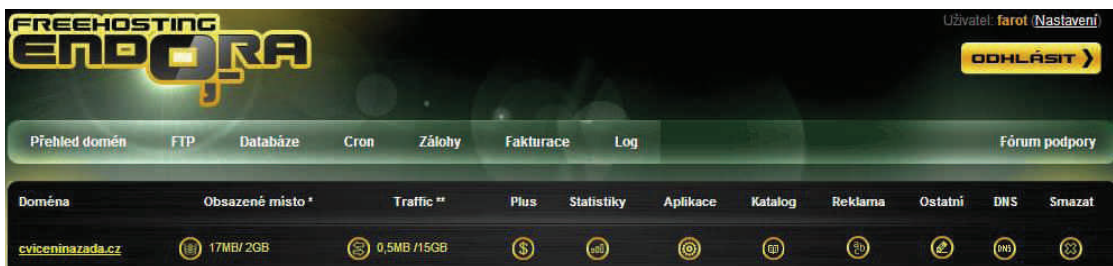 FREEHOSTING
ENDORA
Uživatel: farot (Nastavení)
ODHLÁSIT
Přehled domén FTP Databáze Cron Zálohy Fakturace Log Fórum podpory
Doména Obsazené místo * Traffic ** Plus Statistiky Aplikace Katalog Reklama Ostatní DNS Smazat
cviceninazada.cz 17MB/ 2GB 0,5MB /15GB $ DNS